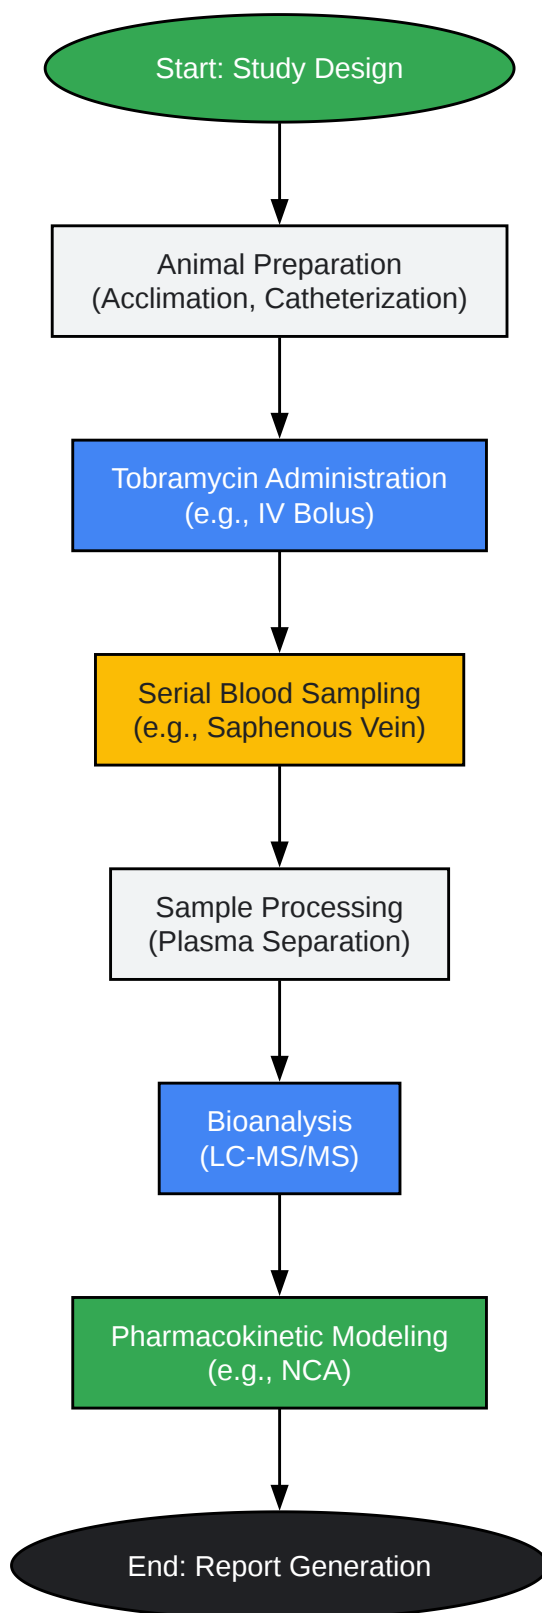 Start: Study Design
Animal Preparation
(Acclimation, Catheterization)
Tobramycin Administration
(e.g., IV Bolus)
Serial Blood Sampling
(e.g., Saphenous Vein)
Sample Processing
(Plasma Separation)
Bioanalysis
(LC-MS/MS)
Pharmacokinetic Modeling
(e.g., NCA)
End: Report Generation